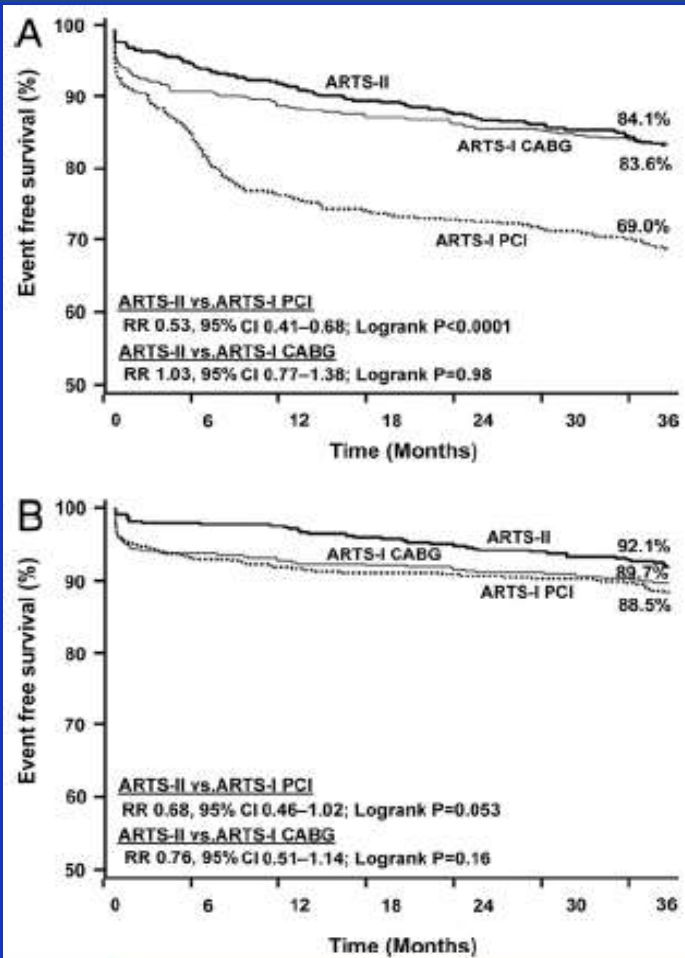 A
Event free survival (%)
100
90
80
70
60
50
ARTS-II
84.1%
ARTS-I CABG
83.6%
69.0%
ARTS-I PCI
ARTS-II vs.ARTS-I PCI
RR 0.53, 95% CI 0.41–0.68; Logrank P<0.0001
ARTS-II vs.ARTS-I CABG
RR 1.03, 95% CI 0.77–1.38; Logrank P=0.98
0 6 12 18 24 30 36
Time (Months)
B
Event free survival (%)
100
90
80
70
60
50
ARTS-II
92.1%
ARTS-I CABG
89.7%
ARTS-I PCI
88.5%
ARTS-II vs.ARTS-I PCI
RR 0.68, 95% CI 0.46–1.02; Logrank P=0.053
ARTS-II vs.ARTS-I CABG
RR 0.76, 95% CI 0.51–1.14; Logrank P=0.16
0 6 12 18 24 30 36
Time (Months)